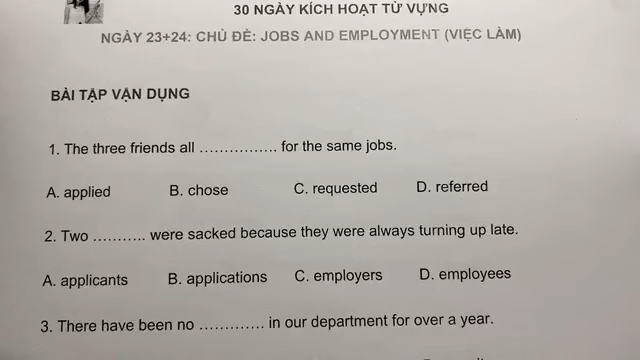 30 NGÀY KÍCH HOẠT TỪ VỰNG
NGÀY 23+24: CHỦ ĐỀ: JOBS AND EMPLOYMENT (VIỆC LÀM)
BÀI TẬP VẬN DỤNG
1. The three friends all ................ for the same jobs.
A. applied B. chose C. requested D. referred
2. Two ........... were sacked because they were always turning up late.
A. applicants B. applications C. employers D. employees
3. There have been no ............. in our department for over a year.